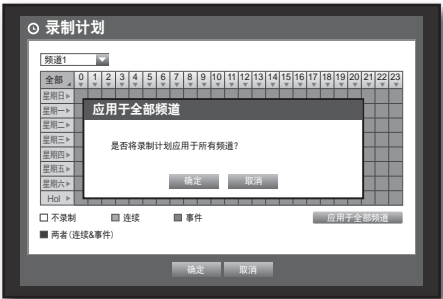 录制计划
频道1
全部 0 1 2 3 4 5 6 7 8 9 10 11 12 13 14 15 16 17 18 19 20 21 22 23
星期日
星期一
星期二
星期三
星期四
星期五
星期六
Hol
应用于全部频道
是否将录制计划应用于所有频道?
确定 取消
不录制 连续 事件 应用于全部频道
两者(连续&事件)
确定 取消